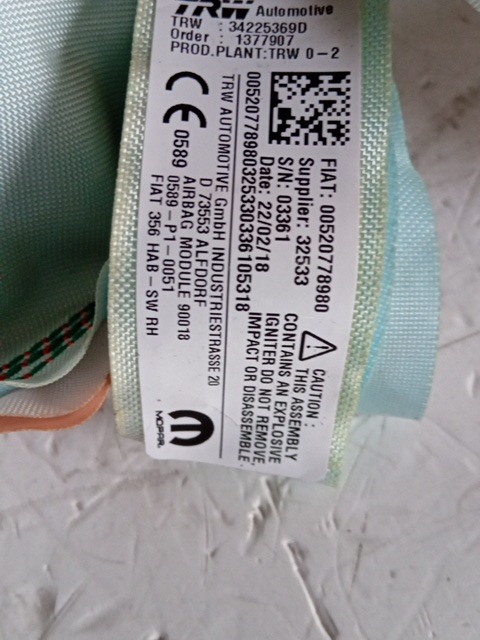 TRW Automotive
TRW : 34225369D
Order : 1377907
PROD.PLANT:TRW 0-2
FIAT: 00520778980
Supplier: 32533
S/N: 03361
Date: 22/02/18
00520778980325330336105318
CAUTION :
THIS ASSEMBLY
CONTAINS AN EXPLOSIVE
IGNITER DO NOT REMOVE,
IMPACT OR DISASSEMBLE.
TRW AUTOMOTIVE GmbH INDUSTRIESTRASSE 20
D 73553 ALFDORF
AIRBAG MODULE 90018
0589-P1-0051
FIAT 356 HAB-SW RH
CE 0589
MOPAR